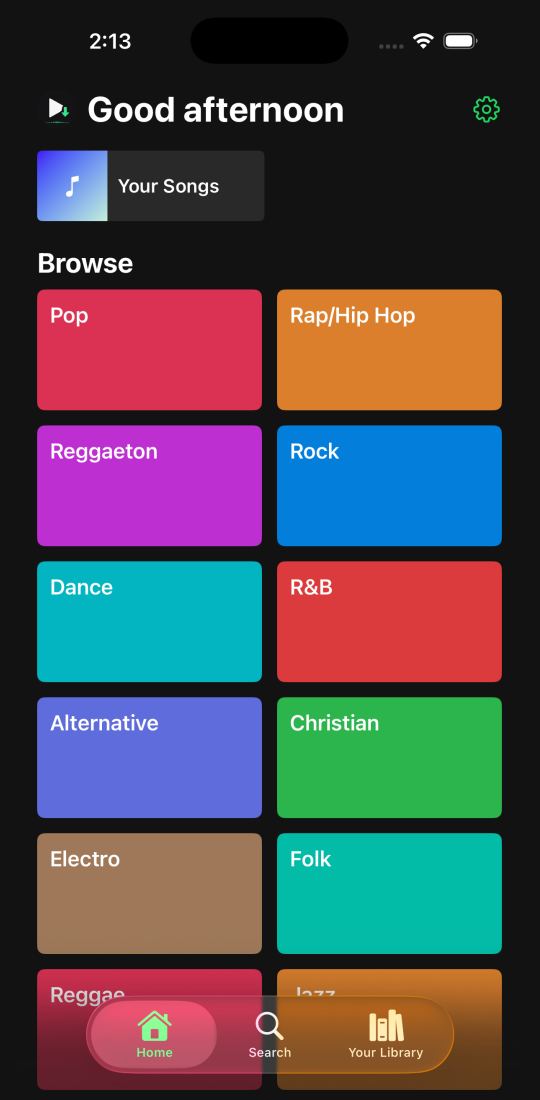 2:13
Good afternoon
Your Songs
Browse
Pop
Rap/Hip Hop
Reggaeton
Rock
Dance
R&B
Alternative
Christian
Electro
Folk
Reggae
Jazz
Home
Search
Your Library